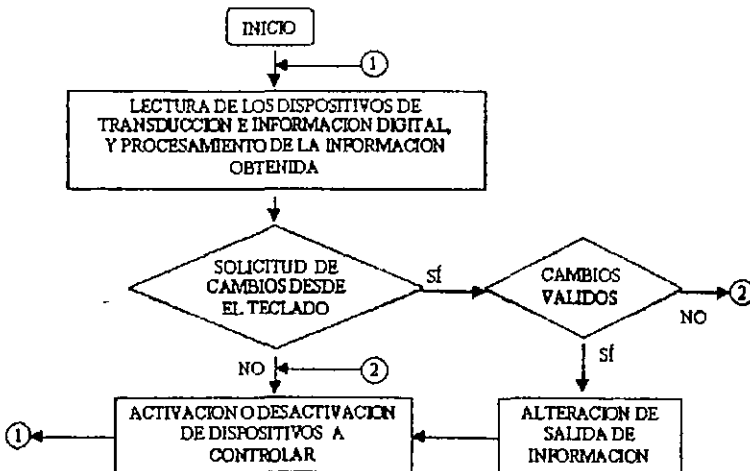 INICIO
1
LECTURA DE LOS DISPOSITIVOS DE
TRANSDUCCION E INFORMACION DIGITAL,
Y PROCESAMIENTO DE LA INFORMACION
OBTENIDA
SOLICITUD DE
CAMBIOS DESDE
EL TECLADO
SÍ
CAMBIOS
VALIDOS
2
NO
NO
2
SÍ
1
ACTIVACION O DESACTIVACION
DE DISPOSITIVOS A
CONTROLAR
ALTERACION DE
SALIDA DE
INFORMACION